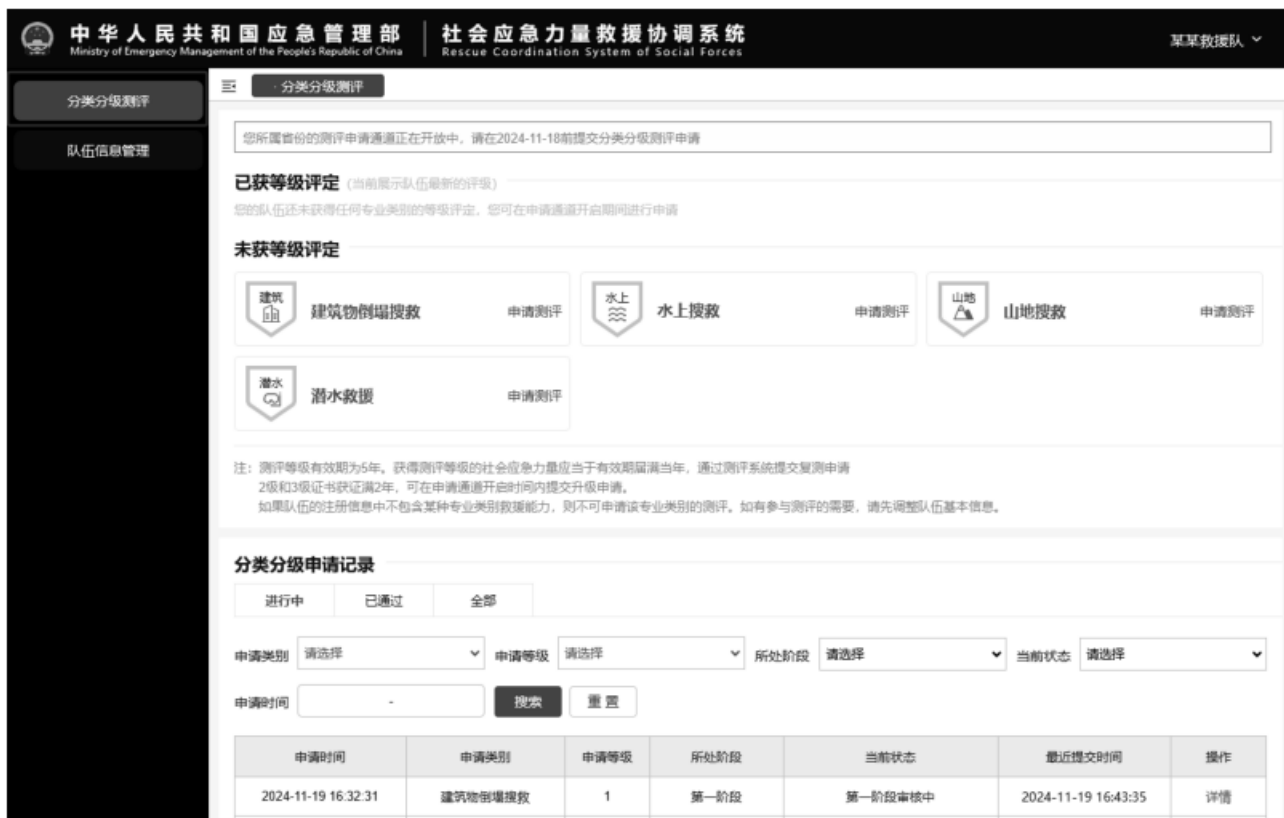 中华人民共和国应急管理部
Ministry of Emergency Management of the People's Republic of China
社会应急力量救援协调系统
Rescue Coordination System of Social Forces
某某救援队
分类分级测评
队伍信息管理
· 分类分级测评
您所属省份的测评申请通道正在开放中，请在2024-11-18前提交分类分级测评申请
已获等级评定 (当前展示队伍最新的评级)
您的队伍还未获得任何专业类别的等级评定，您可在申请通道开启期间进行申请
未获等级评定
建筑 建筑物倒塌搜救 申请测评
水上 水上搜救 申请测评
山地 山地搜救 申请测评
潜水 潜水救援 申请测评
注：测评等级有效期为5年。获得测评等级的社会应急力量应当于有效期届满当年，通过测评系统提交复测申请
2级和3级证书获证满2年，可在申请通道开启时间内提交升级申请。
如果队伍的注册信息中不包含某种专业类别救援能力，则不可申请该专业类别的测评。如有参与测评的需要，请先调整队伍基本信息。
分类分级申请记录
进行中 已通过 全部
申请类别 请选择 申请等级 请选择 所处阶段 请选择 当前状态 请选择
申请时间 - 搜索 重置
申请时间 申请类别 申请等级 所处阶段 当前状态 最近提交时间 操作
2024-11-19 16:32:31 建筑物倒塌搜救 1 第一阶段 第一阶段审核中 2024-11-19 16:43:35 详情